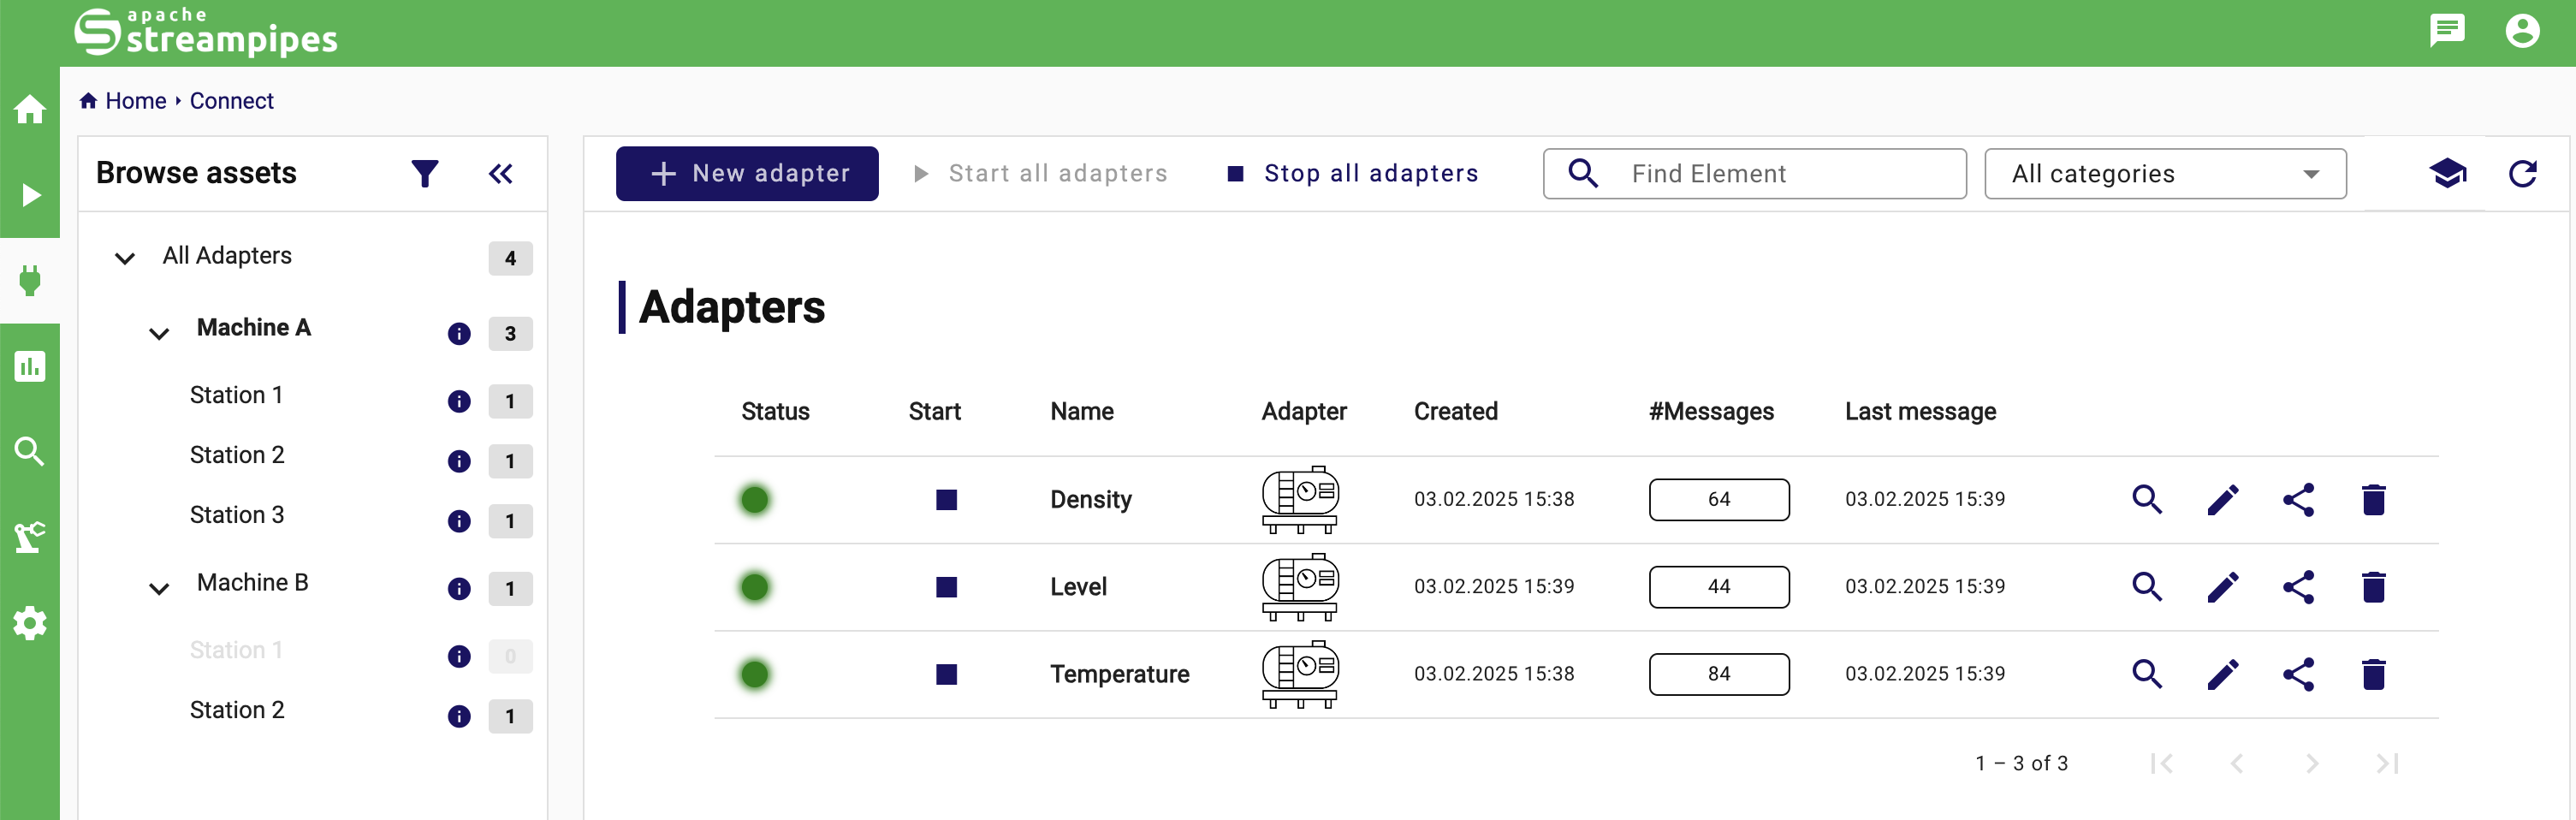 apache
streampipes
Home Connect
Browse assets
New adapter
Start all adapters
Stop all adapters
Find Element
All categories
All Adapters 4
Machine A 3
Station 1 1
Station 2 1
Station 3 1
Machine B 1
Station 1 0
Station 2 1
Adapters
Status Start Name Adapter Created #Messages Last message
Density 03.02.2025 15:38 64 03.02.2025 15:39
Level 03.02.2025 15:39 44 03.02.2025 15:39
Temperature 03.02.2025 15:38 84 03.02.2025 15:39
1 – 3 of 3